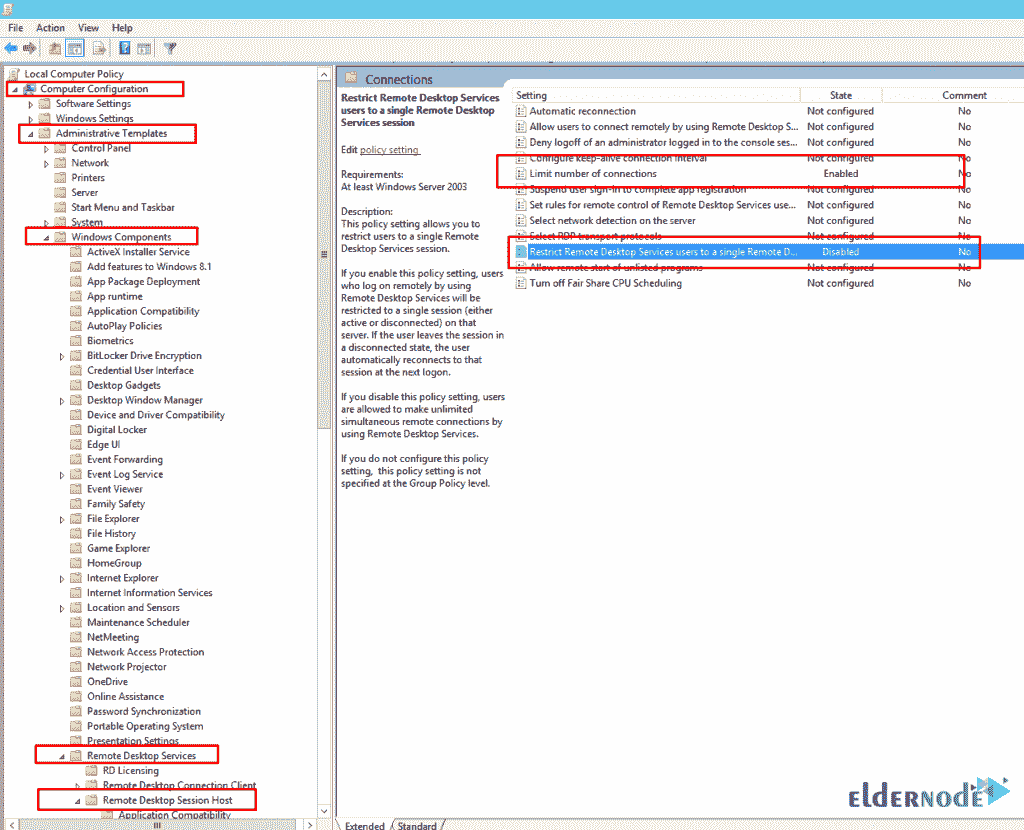 File Action View Help
Local Computer Policy
Computer Configuration
Software Settings
Windows Settings
Administrative Templates
Control Panel
Network
Printers
Server
Start Menu and Taskbar
System
Windows Components
ActiveX Installer Service
Add features to Windows 8.1
App Package Deployment
App runtime
Application Compatibility
AutoPlay Policies
Biometrics
BitLocker Drive Encryption
Credential User Interface
Desktop Gadgets
Desktop Window Manager
Device and Driver Compatibility
Digital Locker
Edge UI
Event Forwarding
Event Log Service
Event Viewer
Family Safety
File Explorer
File History
Game Explorer
HomeGroup
Internet Explorer
Internet Information Services
Location and Sensors
Maintenance Scheduler
NetMeeting
Network Access Protection
Network Projector
OneDrive
Online Assistance
Password Synchronization
Portable Operating System
Presentation Settings
Remote Desktop Services
RD Licensing
Remote Desktop Connection Client
Remote Desktop Session Host
Application Compatibility
Connections
Restrict Remote Desktop Services
users to a single Remote Desktop
Services session
Edit policy setting
Requirements:
At least Windows Server 2003
Description:
This policy setting allows you to
restrict users to a single Remote
Desktop Services session.
If you enable this policy setting, users
who log on remotely by using
Remote Desktop Services will be
restricted to a single session (either
active or disconnected) on that
server. If the user leaves the session in
a disconnected state, the user
automatically reconnects to that
session at the next logon.
If you disable this policy setting, users
are allowed to make unlimited
simultaneous remote connections by
using Remote Desktop Services.
If you do not configure this policy
setting, this policy setting is not
specified at the Group Policy level.
Setting State Comment
Automatic reconnection Not configured No
Allow users to connect remotely by using Remote Desktop S... Not configured No
Deny logoff of an administrator logged in to the console ses... Not configured No
Configure keep-alive connection interval Not configured No
Limit number of connections Enabled No
Suspend user sign-in to complete app registration Not configured No
Set rules for remote control of Remote Desktop Services use... Not configured No
Select network detection on the server Not configured No
Select RDP transport protocols Not configured No
Restrict Remote Desktop Services users to a single Remote D... Disabled No
Allow remote start of unlisted programs Not configured No
Turn off Fair Share CPU Scheduling Not configured No
Extended Standard
eldernode